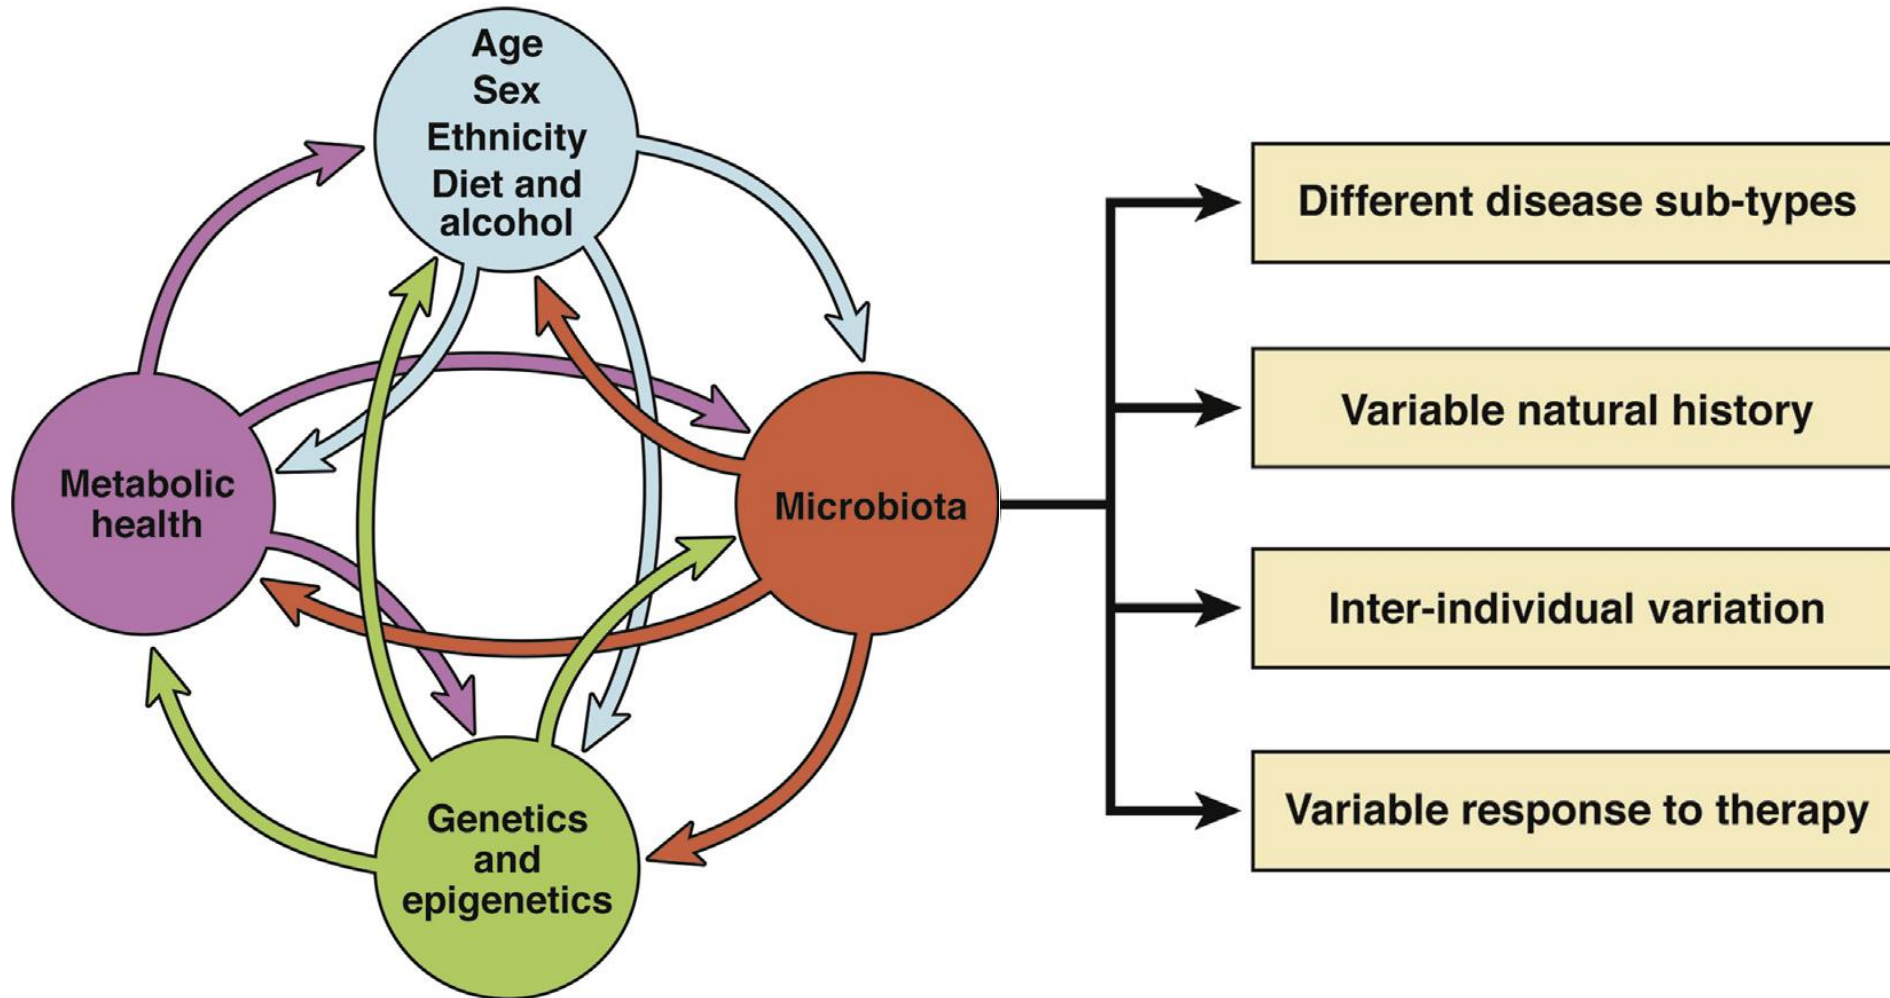 Age
Sex
Ethnicity
Diet and
alcohol
Metabolic
health
Microbiota
Genetics
and
epigenetics
Different disease sub-types
Variable natural history
Inter-individual variation
Variable response to therapy